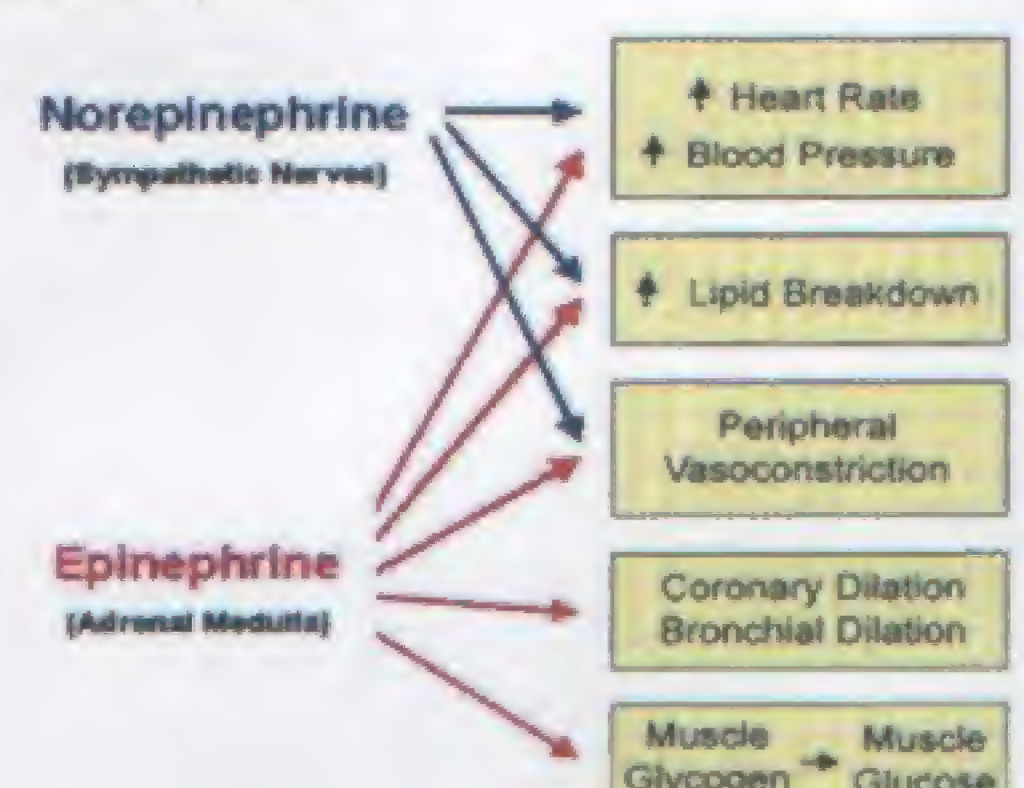 Norepinephrine
(Sympathetic Nerves)
↑ Heart Rate
↑ Blood Pressure
↑ Lipid Breakdown
Peripheral
Vasoconstriction
Epinephrine
(Adrenal Medulla)
Coronary Dilation
Bronchial Dilation
Muscle → Muscle
Glycogen Glucose